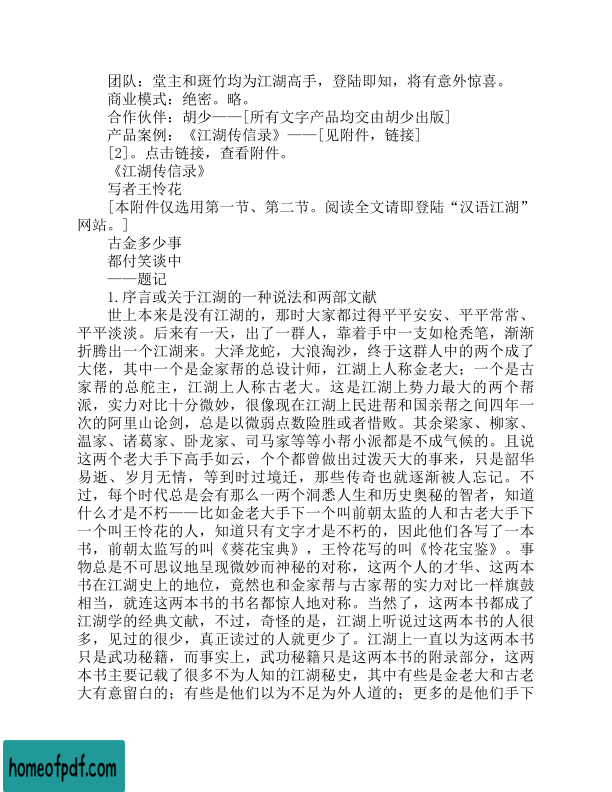 团队：堂主和斑竹均为江湖高手，登陆即知，将有意外惊喜。
商业模式：绝密。略。
合作伙伴：胡少——[所有文字产品均交由胡少出版]
产品案例：《江湖传信录》——[见附件，链接]
[2]。点击链接，查看附件。
《江湖传信录》
写者王怜花
[本附件仅选用第一节、第二节。阅读全文请即登陆“汉语江湖”
网站。]
古金多少事
都付笑谈中
——题记
1.序言或关于江湖的一种说法和两部文献
世上本来是没有江湖的，那时大家都过得平平安安、平平常常、
平平淡淡。后来有一天，出了一群人，靠着手中一支如枪秃笔，渐渐
折腾出一个江湖来。大泽龙蛇，大浪淘沙，终于这群人中的两个成了
大佬，其中一个是金家帮的总设计师，江湖上人称金老大；一个是古
家帮的总舵主，江湖上人称古老大。这是江湖上势力最大的两个帮
派，实力对比十分微妙，很像现在江湖上民进帮和国亲帮之间四年一
次的阿里山论剑，总是以微弱点数险胜或者惜败。其余梁家、柳家、
温家、诸葛家、卧龙家、司马家等等小帮小派都是不成气候的。且说
这两个老大手下高手如云，个个都曾做出过泼天大的事来，只是韶华
易逝、岁月无情，等到时过境迁，那些传奇也就逐渐被人忘记。不
过，每个时代总是会有那么一两个洞悉人生和历史奥秘的智者，知道
什么才是不朽——比如金老大手下一个叫前朝太监的人和古老大手下
一个叫王怜花的人，知道只有文字才是不朽的，因此他们各写了一本
书，前朝太监写的叫《葵花宝典》，王怜花写的叫《怜花宝鉴》。事
物总是不可思议地呈现微妙而神秘的对称，这两个人的才华、这两本
书在江湖史上的地位，竟然也和金家帮与古家帮的实力对比一样旗鼓
相当，就连这两本书的书名都惊人地对称。当然了，这两本书都成了
江湖学的经典文献，不过，奇怪的是，江湖上听说过这两本书的人很
多，见过的很少，真正读过的人就更少了。江湖上一直以为这两本书
只是武功秘籍，而事实上，武功秘籍只是这两本书的附录部分，这两
本书主要记载了很多不为人知的江湖秘史，其中有些是金老大和古老
大有意留白的；有些是他们以为不足为外人道的；更多的是他们手下
homeofpdf.com